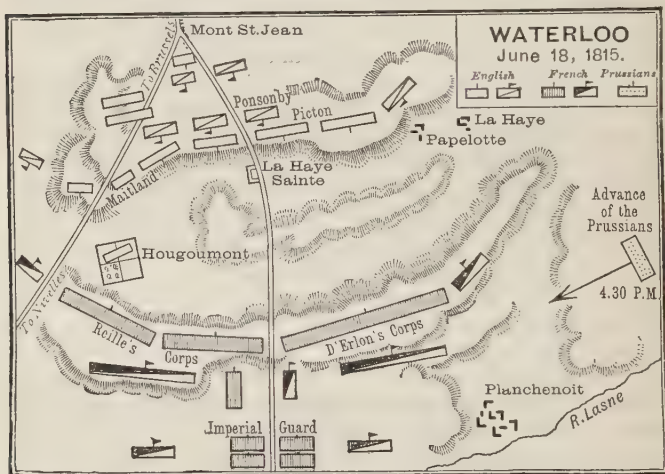 WATERLOO
June 18, 1815.
English French Prussians
Mont St. Jean
To Brussels
Ponsonby
Picton
La Haye
Papelotte
La Haye
Sainte
Maitland
Advance
of the
Prussians
4.30 P.M.
Hougoumont
To Nivelles
Reille's
Corps
D'Erlon's Corps
Planchenoit
R. Lasne
Imperial Guard